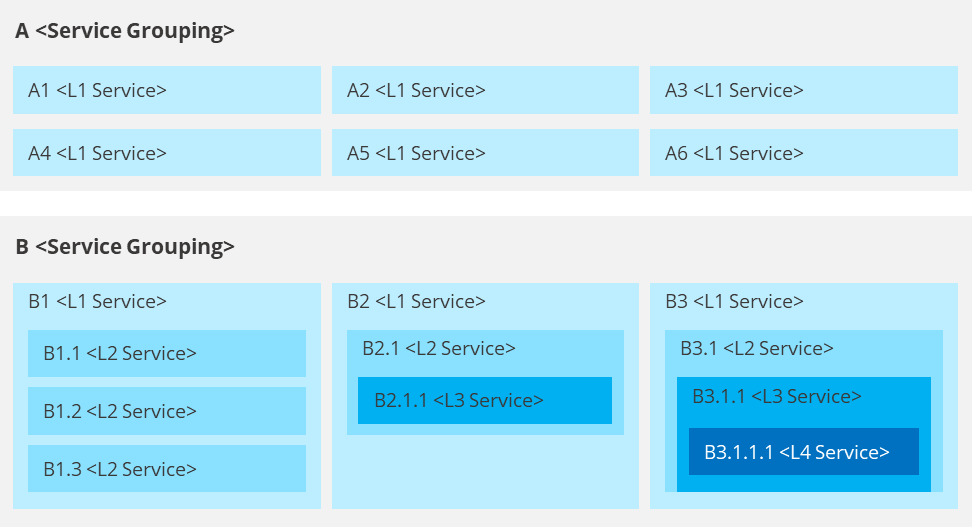 A <Service Grouping>
A1 <L1 Service>
A2 <L1 Service>
A3 <L1 Service>
A4 <L1 Service>
A5 <L1 Service>
A6 <L1 Service>
B <Service Grouping>
B1 <L1 Service>
B1.1 <L2 Service>
B1.2 <L2 Service>
B1.3 <L2 Service>
B2 <L1 Service>
B2.1 <L2 Service>
B2.1.1 <L3 Service>
B3 <L1 Service>
B3.1 <L2 Service>
B3.1.1 <L3 Service>
B3.1.1.1 <L4 Service>